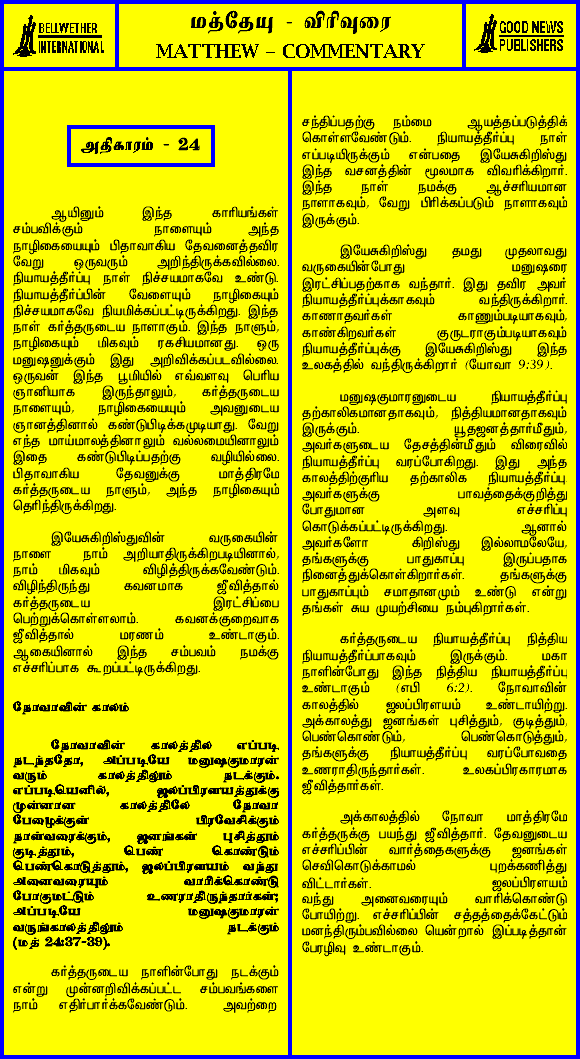 BELLWETHER
INTERNATIONAL
மத்தேயு - விரிவுரை
MATTHEW – COMMENTARY
GOOD NEWS
PUBLISHERS
அதிகாரம் - 24
ஆயினும் இந்த காரியங்கள்
சம்பவிக்கும் நாளையும் அந்த
நாழிகையையும் பிதாவாகிய தேவனைத்தவிர
வேறு ஒருவரும் அறிந்திருக்கவில்லை.
நியாயத்தீர்ப்பு நாள் நிச்சயமாகவே உண்டு.
நியாயத்தீர்ப்பின் வேளையும் நாழிகையும்
நிச்சயமாகவே நியமிக்கப்பட்டிருக்கிறது. இந்த
நாள் கர்த்தருடைய நாளாகும். இந்த நாளும்,
நாழிகையும் மிகவும் ரகசியமானது. ஒரு
மனுஷனுக்கும் இது அறிவிக்கப்படவில்லை.
ஒருவன் இந்த பூமியில் எவ்வளவு பெரிய
ஞானியாக இருந்தாலும், கர்த்தருடைய
நாளையும், நாழிகையையும் அவனுடைய
ஞானத்தினால் கண்டுபிடிக்கமுடியாது. வேறு
எந்த மாய்மாலத்தினாலும் வல்லமையினாலும்
இதை கண்டுபிடிப்பதற்கு வழியில்லை.
பிதாவாகிய தேவனுக்கு மாத்திரமே
கர்த்தருடைய நாளும், அந்த நாழிகையும்
தெரிந்திருக்கிறது.
இயேசுகிறிஸ்துவின் வருகையின்
நாளை நாம் அறியாதிருக்கிறபடியினால்,
நாம் மிகவும் விழித்திருக்கவேண்டும்.
விழிந்திருந்து கவனமாக ஜீவித்தால்
கர்த்தருடைய இரட்சிப்பை
பெற்றுக்கொள்ளலாம். கவனக்குறைவாக
ஜீவித்தால் மரணம் உண்டாகும்.
ஆகையினால் இந்த சம்பவம் நமக்கு
எச்சரிப்பாக கூறப்பட்டிருக்கிறது.
நோவாவின் காலம்
நோவாவின் காலத்தில் எப்படி
நடந்ததோ, அப்படியே மனுஷகுமாரன்
வரும் காலத்திலும் நடக்கும்.
எப்படியெனில், ஜலப்பிரளயத்துக்கு
முன்னான காலத்திலே நோவா
பேழைக்குள் பிரவேசிக்கும்
நாள்வரைக்கும், ஜனங்கள் புசித்தும்
குடித்தும், பெண் கொண்டும்
பெண்கொடுத்தும், ஜலப்பிரளயம் வந்து
அனைவரையும் வாரிக்கொண்டு
போகுமட்டும் உணராதிருந்தார்கள்;
அப்படியே மனுஷகுமாரன்
வருங்காலத்திலும் நடக்கும்
(மத் 24:37-39).
கர்த்தருடைய நாளின்போது நடக்கும்
என்று முன்னறிவிக்கப்பட்ட சம்பவங்களை
நாம் எதிர்பார்க்கவேண்டும். அவற்றை
சந்திப்பதற்கு நம்மை ஆயத்தப்படுத்திக்
கொள்ளவேண்டும். நியாயத்தீர்ப்பு நாள்
எப்படியிருக்கும் என்பதை இயேசுகிறிஸ்து
இந்த வசனத்தின் மூலமாக விவரிக்கிறார்.
இந்த நாள் நமக்கு ஆச்சரியமான
நாளாகவும், வேறு பிரிக்கப்படும் நாளாகவும்
இருக்கும்.
இயேசுகிறிஸ்து தமது முதலாவது
வருகையின்போது மனுஷரை
இரட்சிப்பதற்காக வந்தார். இது தவிர அவர்
நியாயத்தீர்ப்புக்காகவும் வந்திருக்கிறார்.
காணாதவர்கள் காணும்படியாகவும்,
காண்கிறவர்கள் குருடராகும்படியாகவும்
நியாயத்தீர்ப்புக்கு இயேசுகிறிஸ்து இந்த
உலகத்தில் வந்திருக்கிறார் (யோவா 9:39).
மனுஷகுமாரனுடைய நியாயத்தீர்ப்பு
தற்காலிகமானதாகவும், நித்தியமானதாகவும்
இருக்கும். யூதஜனத்தார்மீதும்,
அவர்களுடைய தேசத்தின்மீதும் விரைவில்
நியாயத்தீர்ப்பு வரப்போகிறது. இது அந்த
காலத்திற்குரிய தற்காலிக நியாயத்தீர்ப்பு.
அவர்களுக்கு பாவத்தைக்குறித்து
போதுமான அளவு எச்சரிப்பு
கொடுக்கப்பட்டிருக்கிறது. ஆனால்
அவர்களோ கிறிஸ்து இல்லாமலேயே,
தங்களுக்கு பாதுகாப்பு இருப்பதாக
நினைத்துக்கொள்கிறார்கள். தங்களுக்கு
பாதுகாப்பும் சமாதானமும் உண்டு என்று
தங்கள் சுய முயற்சியை நம்புகிறார்கள்.
கர்த்தருடைய நியாயத்தீர்ப்பு நித்திய
நியாயத்தீர்ப்பாகவும் இருக்கும். மகா
நாளின்போது இந்த நித்திய நியாயத்தீர்ப்பு
உண்டாகும் (எபி 6:2). நோவாவின்
காலத்தில் ஜலப்பிரளயம் உண்டாயிற்று.
அக்காலத்து ஜனங்கள் புசித்தும், குடித்தும்,
பெண்கொண்டும், பெண்கொடுத்தும்,
தங்களுக்கு நியாயத்தீர்ப்பு வரப்போவதை
உணராதிருந்தார்கள். உலகப்பிரகாரமாக
ஜீவித்தார்கள்.
அக்காலத்தில் நோவா மாத்திரமே
கர்த்தருக்கு பயந்து ஜீவித்தார். தேவனுடைய
எச்சரிப்பின் வார்த்தைகளுக்கு ஜனங்கள்
செவிகொடுக்காமல் புறக்கணித்து
விட்டார்கள். ஜலப்பிரளயம்
வந்து அனைவரையும் வாரிக்கொண்டு
போயிற்று. எச்சரிப்பின் சத்தத்தைக்கேட்டும்
மனந்திரும்பவில்லை யென்றால் இப்படித்தான்
பேரழிவு உண்டாகும்.